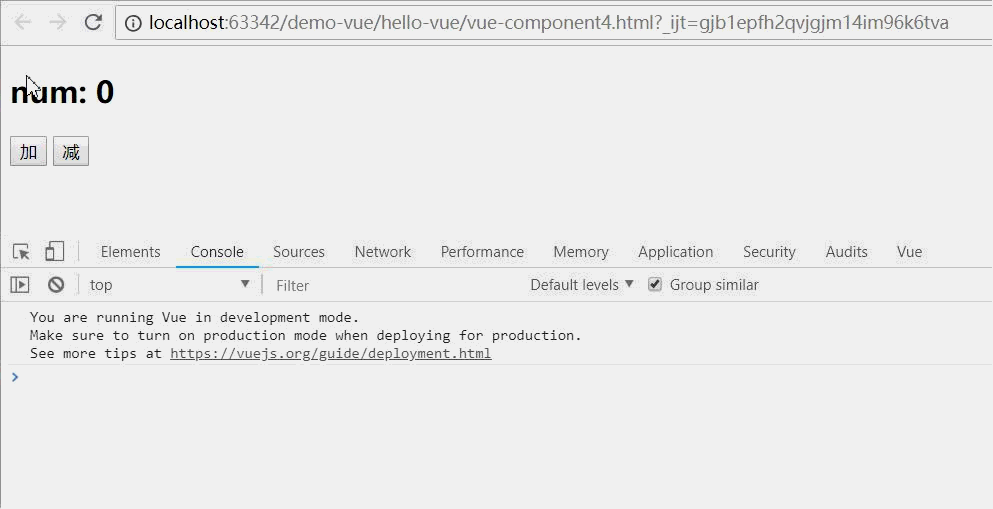 localhost:63342/demo-vue/hello-vue/vue-component4.html?_ijt=gjb1epfh2qvjgjm14im96k6tva
num: 0
加 减
Elements Console Sources Network Performance Memory Application Security Audits Vue
top Filter Default levels Group similar
You are running Vue in development mode.
Make sure to turn on production mode when deploying for production.
See more tips at https://vuejs.org/guide/deployment.html